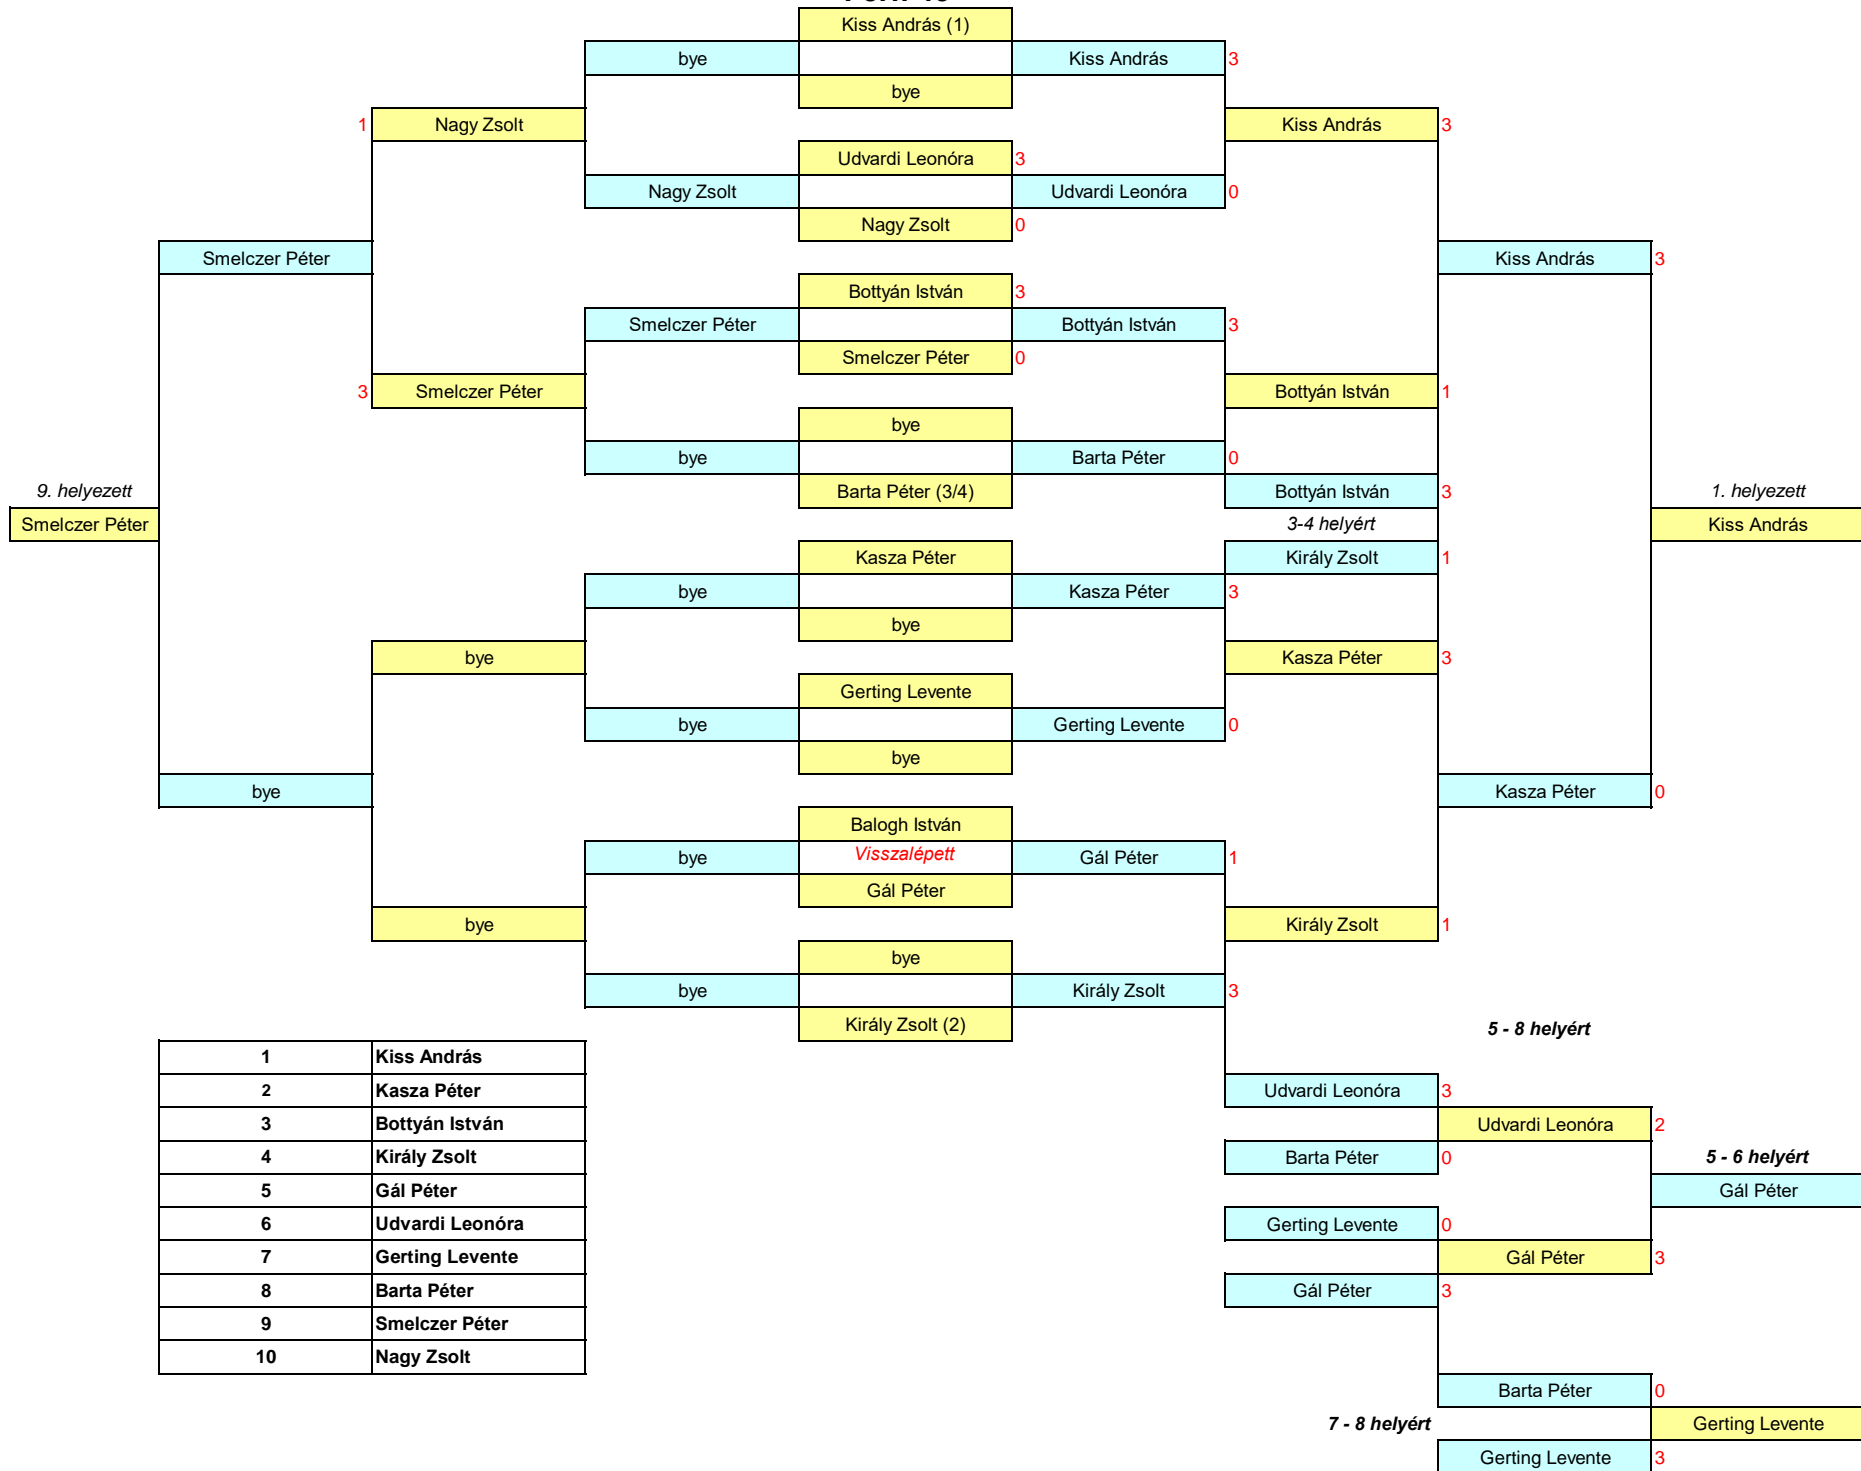 Kiss András (1)
bye Kiss András 3
bye
1 Nagy Zsolt Kiss András 3
Udvardi Leonóra 3
Nagy Zsolt Udvardi Leonóra 0
Nagy Zsolt 0
Smelczer Péter Kiss András 3
Bottyán István 3
Smelczer Péter Bottyán István 3
Smelczer Péter 0
3 Smelczer Péter Bottyán István 1
bye
bye Barta Péter 0
9. helyezett Barta Péter (3/4) Bottyán István 3 1. helyezett
Smelczer Péter 3-4 helyért Kiss András
Kasza Péter Király Zsolt 1
bye Kasza Péter 3
bye
bye Kasza Péter 3
Gerting Levente
bye Gerting Levente 0
bye
bye Kasza Péter 0
Balogh István
bye Visszalépett Gál Péter 1
Gál Péter
bye Király Zsolt 1
bye
bye Király Zsolt 3
Király Zsolt (2) 5 - 8 helyért
1 Kiss András
2 Kasza Péter Udvardi Leonóra 3
3 Bottyán István Udvardi Leonóra 2
4 Király Zsolt Barta Péter 0 5 - 6 helyért
5 Gál Péter Gál Péter
6 Udvardi Leonóra Gerting Levente 0
7 Gerting Levente Gál Péter 3
8 Barta Péter Gál Péter 3
9 Smelczer Péter
10 Nagy Zsolt
Barta Péter 0
7 - 8 helyért Gerting Levente
Gerting Levente 3